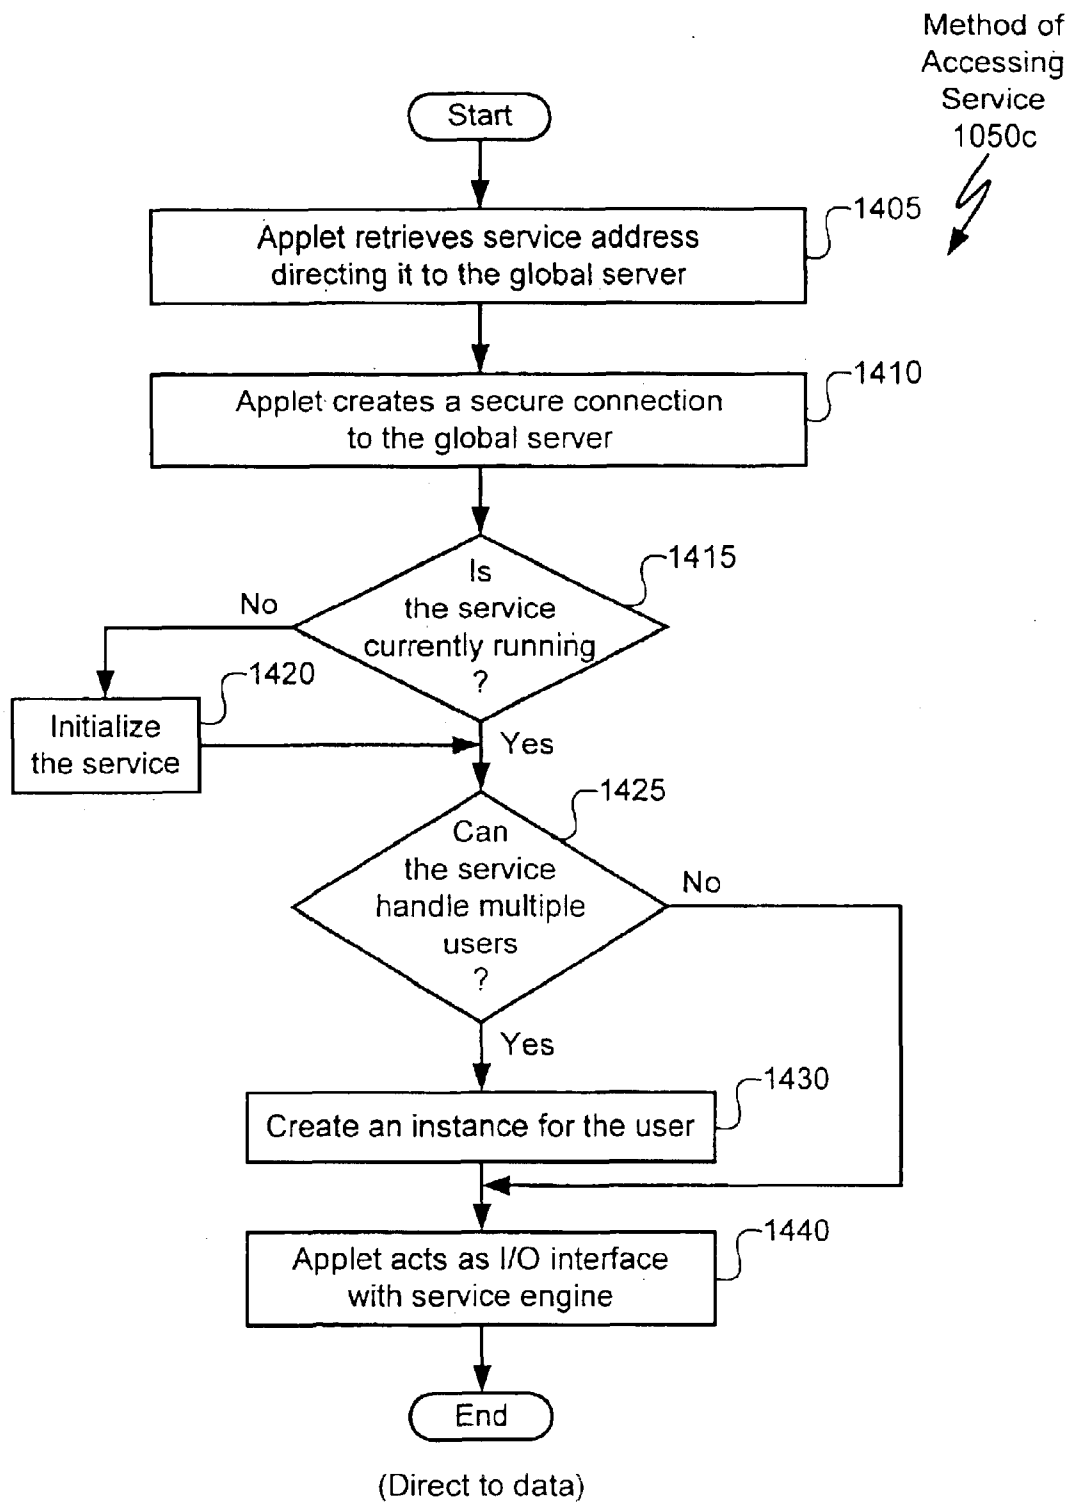 Method of
Accessing
Service
1050c
Start
1405
Applet retrieves service address
directing it to the global server
1410
Applet creates a secure connection
to the global server
1415
Is
the service
currently running
?
No
1420
Initialize
the service
Yes
1425
Can
the service
handle multiple
users
?
No
Yes
1430
Create an instance for the user
1440
Applet acts as I/O interface
with service engine
End
(Direct to data)